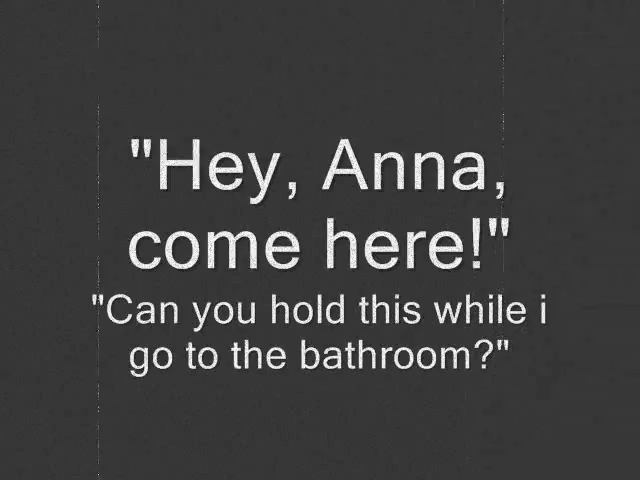 "Hey, Anna,
come here!"
"Can you hold this while i
go to the bathroom?"